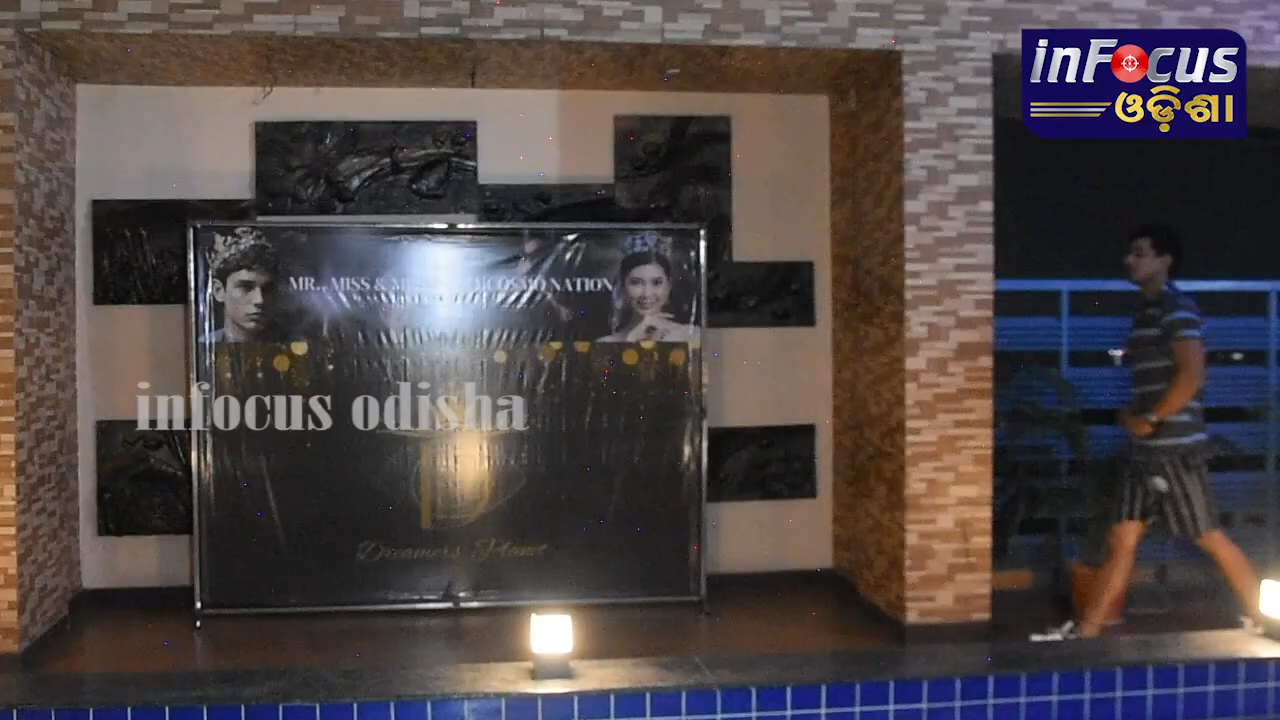 inFocus
ଓଡ଼ିଶା
MR., MISS & COSMO NATION
infocus odisha
Dreamers' Planet